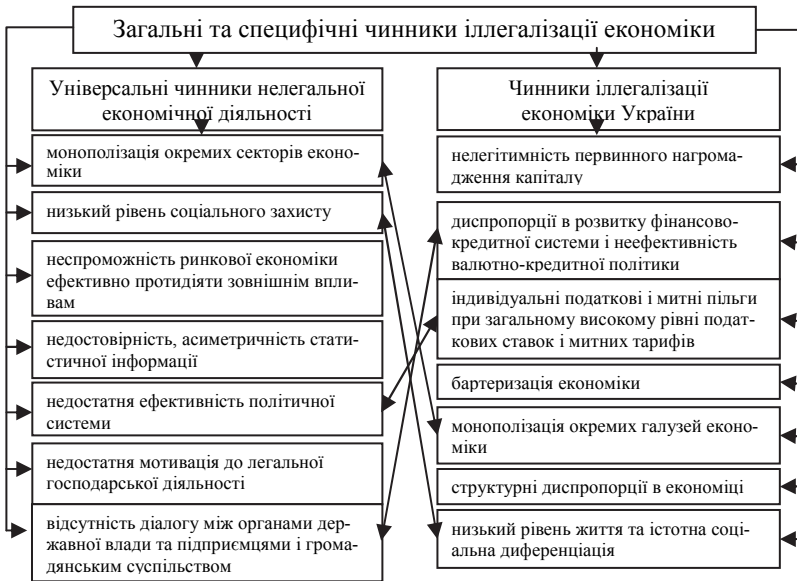 Загальні та специфічні чинники іллегалізації економіки
Універсальні чинники нелегальної
економічної діяльності
монополізація окремих секторів еконо-
міки
низький рівень соціального захисту
неспроможність ринкової економіки
ефективно протидіяти зовнішнім впли-
вам
недостовірність, асиметричність стати-
стичної інформації
недостатня ефективність політичної
системи
недостатня мотивація до легальної
господарської діяльності
відсутність діалогу між органами дер-
жавної влади та підприємцями і грома-
дянським суспільством
Чинники іллегалізації
економіки України
нелегітимність первинного нагрома-
дження капіталу
диспропорції в розвитку фінансово-
кредитної системи і неефективність
валютно-кредитної політики
індивідуальні податкові і митні пільги
при загальному високому рівні подат-
кових ставок і митних тарифів
бартеризація економіки
монополізація окремих галузей еконо-
міки
структурні диспропорції в економіці
низький рівень життя та істотна соці-
альна диференціація